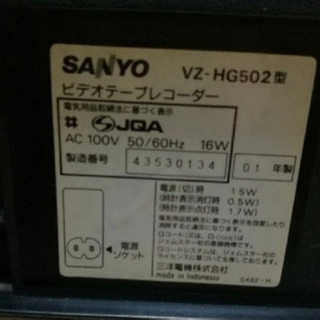 SANYO VZ-HG502型
ビデオテープレコーダー
電気用品取締法に基づく表示
JQA
AC 100V 50/60Hz 16W
製造番号 43530134 01年製
電源(切)時 1.5W
(時計表示消灯時 0.5W)
(時計表示点灯時 1.7W)
電源
ソケット
三洋電機株式会社
made in Indonesia